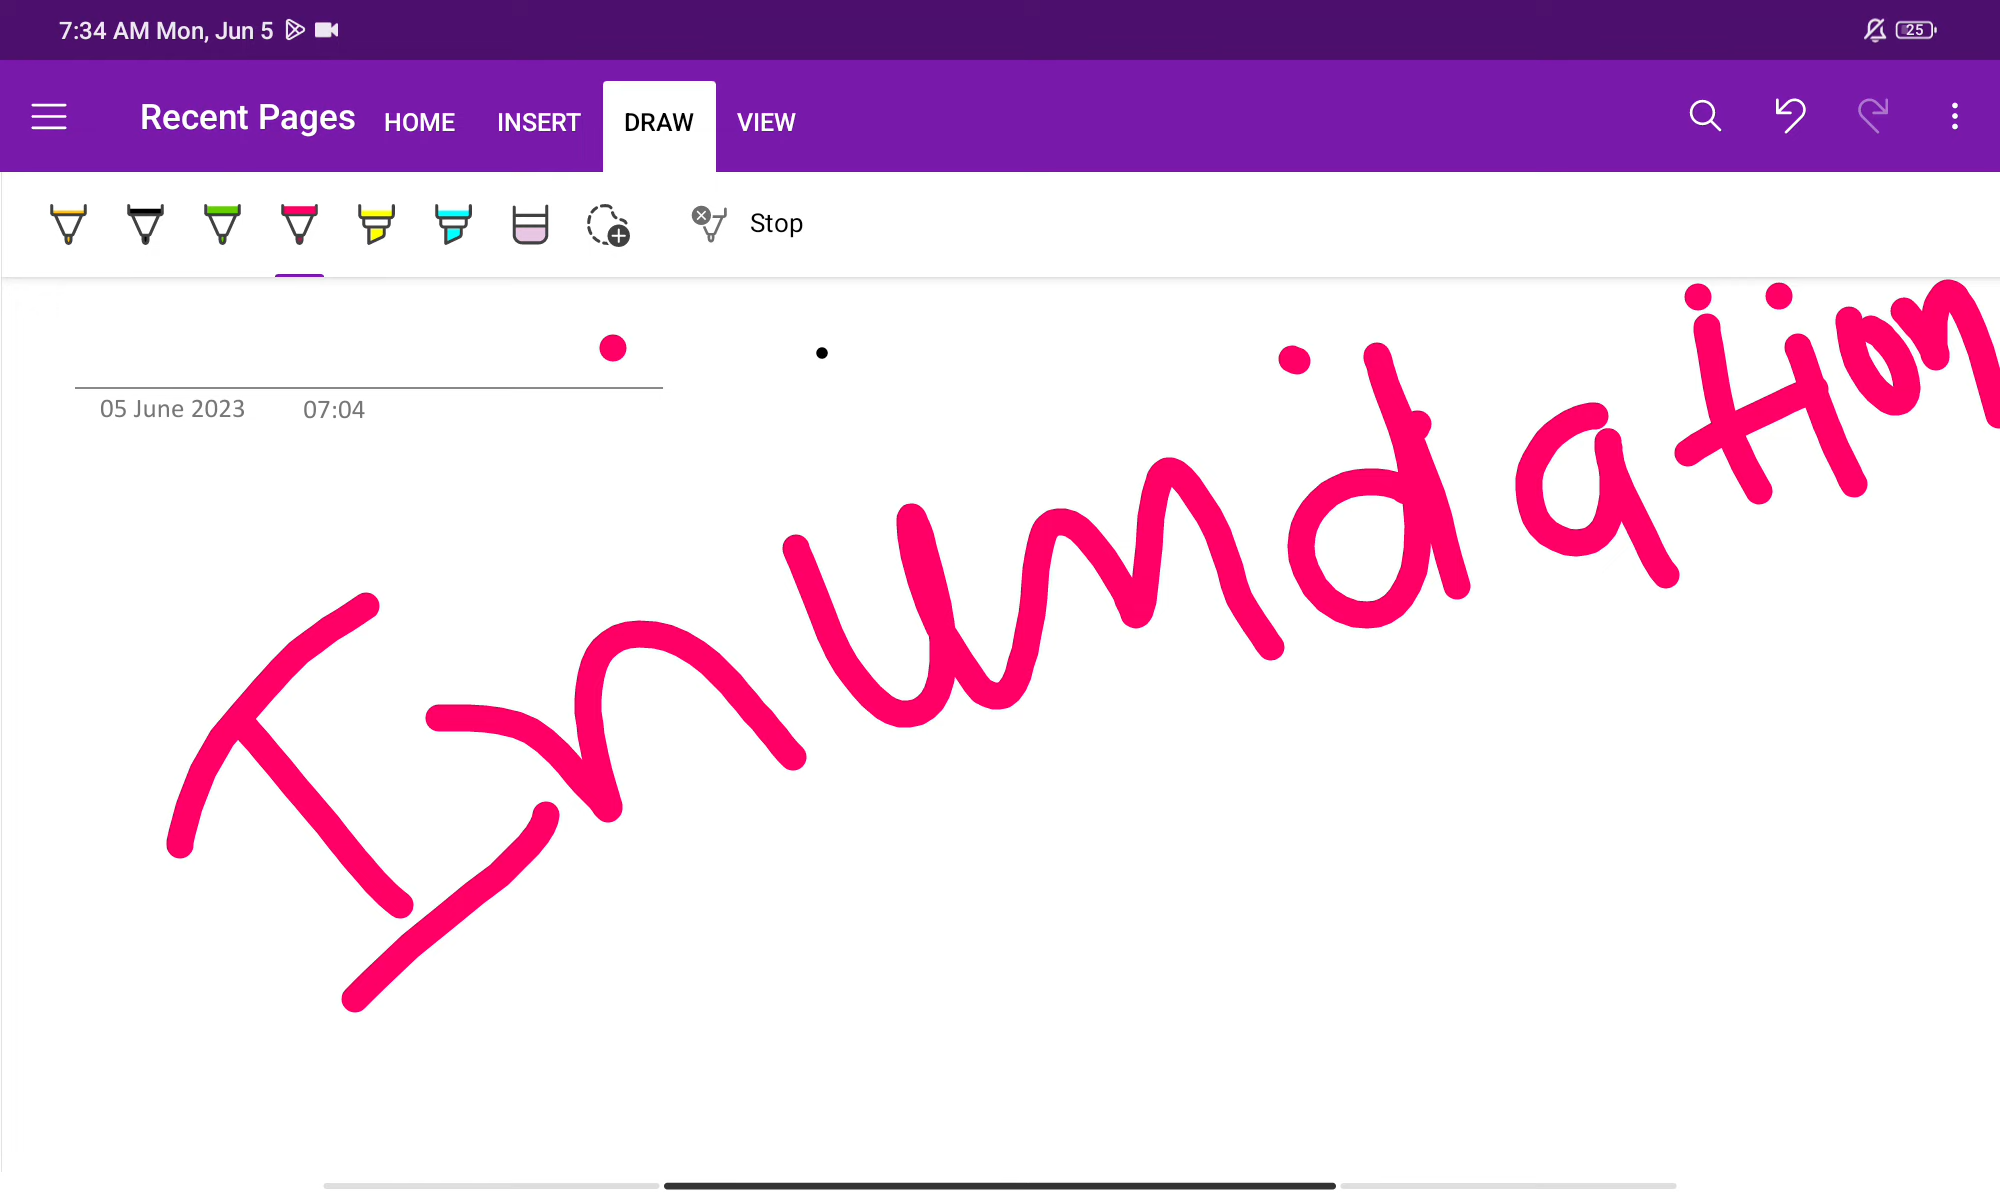 7:34 AM Mon, Jun 5
25
Recent Pages HOME INSERT DRAW VIEW
Stop
05 June 2023 07:04
Inundation